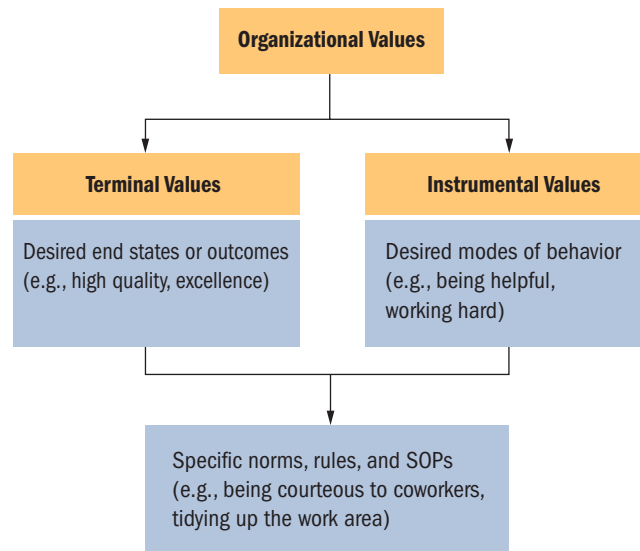 Organizational Values
Terminal Values
Desired end states or outcomes
(e.g., high quality, excellence)
Instrumental Values
Desired modes of behavior
(e.g., being helpful,
working hard)
Specific norms, rules, and SOPs
(e.g., being courteous to coworkers,
tidying up the work area)